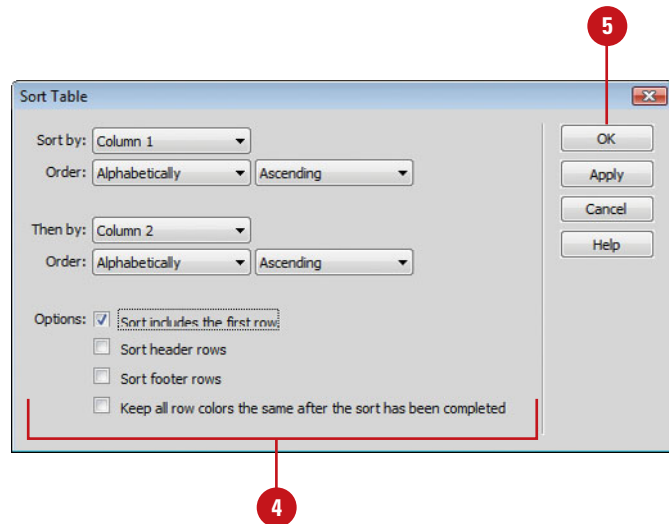 5
Sort Table
Sort by: Column 1
OK
Order: Alphabetically Ascending
Apply
Cancel
Then by: Column 2
Help
Order: Alphabetically Ascending
Options: Sort includes the first row
Sort header rows
Sort footer rows
Keep all row colors the same after the sort has been completed
4